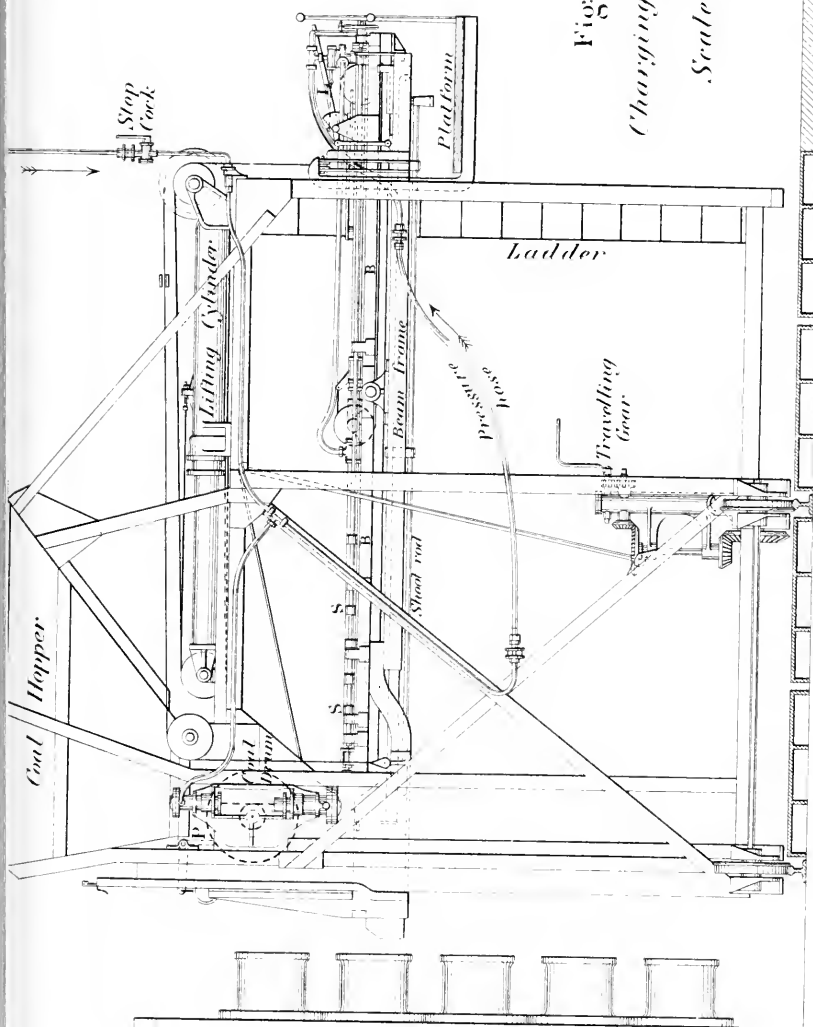 Fig
Charging
Scale
Stop
Cock
Platform
Coal Hopper
Lifting Cylinder
Ladder
B
Beam frame
pressure
hose
Travelling
Gear
B
S
S
Shoot rod
Coal
Drum